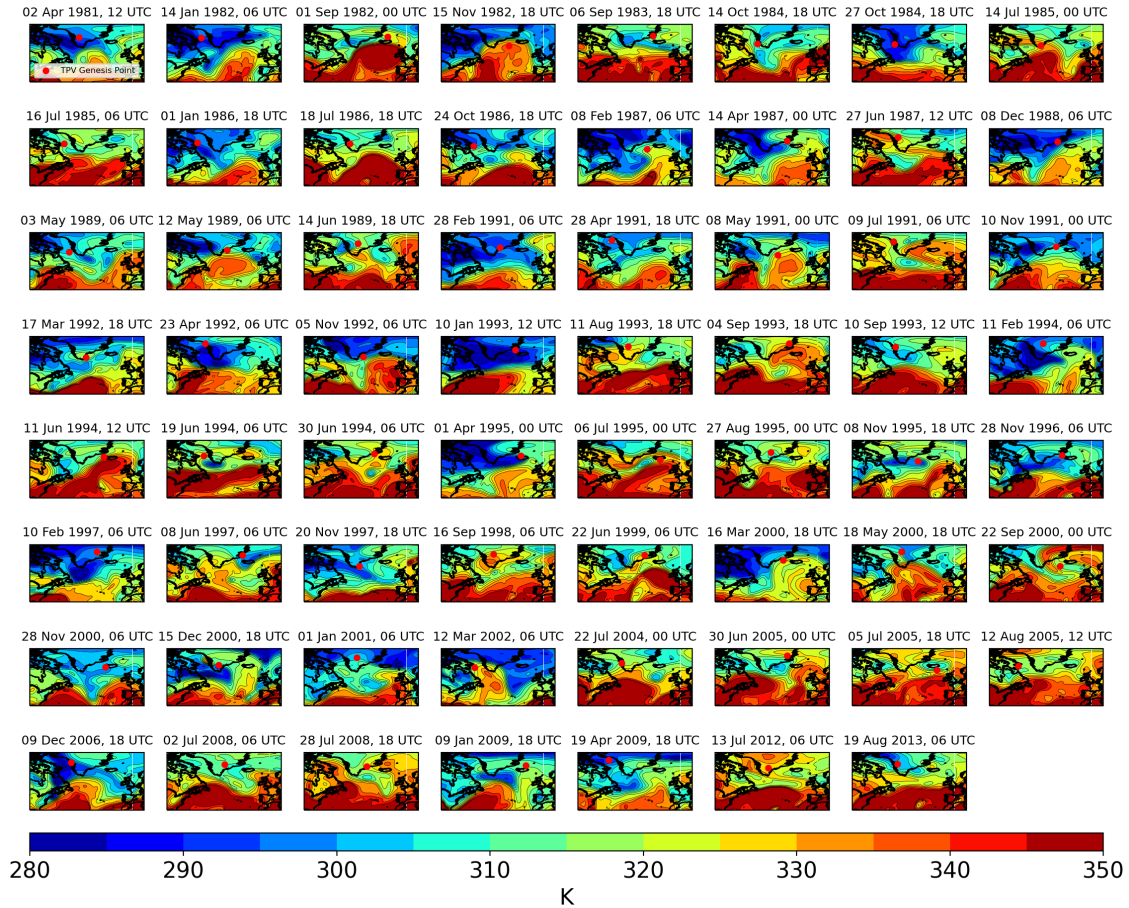 02 Apr 1981, 12 UTC
14 Jan 1982, 06 UTC
01 Sep 1982, 00 UTC
15 Nov 1982, 18 UTC
06 Sep 1983, 18 UTC
14 Oct 1984, 18 UTC
27 Oct 1984, 18 UTC
14 Jul 1985, 00 UTC
TPV Genesis Point
16 Jul 1985, 06 UTC
01 Jan 1986, 18 UTC
18 Jul 1986, 18 UTC
24 Oct 1986, 18 UTC
08 Feb 1987, 06 UTC
14 Apr 1987, 00 UTC
27 Jun 1987, 12 UTC
08 Dec 1988, 06 UTC
03 May 1989, 06 UTC
12 May 1989, 06 UTC
14 Jun 1989, 18 UTC
28 Feb 1991, 06 UTC
28 Apr 1991, 18 UTC
08 May 1991, 00 UTC
09 Jul 1991, 06 UTC
10 Nov 1991, 00 UTC
17 Mar 1992, 18 UTC
23 Apr 1992, 06 UTC
05 Nov 1992, 06 UTC
10 Jan 1993, 12 UTC
11 Aug 1993, 18 UTC
04 Sep 1993, 18 UTC
10 Sep 1993, 12 UTC
11 Feb 1994, 06 UTC
11 Jun 1994, 12 UTC
19 Jun 1994, 06 UTC
30 Jun 1994, 06 UTC
01 Apr 1995, 00 UTC
06 Jul 1995, 00 UTC
27 Aug 1995, 00 UTC
08 Nov 1995, 18 UTC
28 Nov 1996, 06 UTC
10 Feb 1997, 06 UTC
08 Jun 1997, 06 UTC
20 Nov 1997, 18 UTC
16 Sep 1998, 06 UTC
22 Jun 1999, 06 UTC
16 Mar 2000, 18 UTC
18 May 2000, 18 UTC
22 Sep 2000, 00 UTC
28 Nov 2000, 06 UTC
15 Dec 2000, 18 UTC
01 Jan 2001, 06 UTC
12 Mar 2002, 06 UTC
22 Jul 2004, 00 UTC
30 Jun 2005, 00 UTC
05 Jul 2005, 18 UTC
12 Aug 2005, 12 UTC
09 Dec 2006, 18 UTC
02 Jul 2008, 06 UTC
28 Jul 2008, 18 UTC
09 Jan 2009, 18 UTC
19 Apr 2009, 18 UTC
13 Jul 2012, 06 UTC
19 Aug 2013, 06 UTC
280 290 300 310 320 330 340 350
K